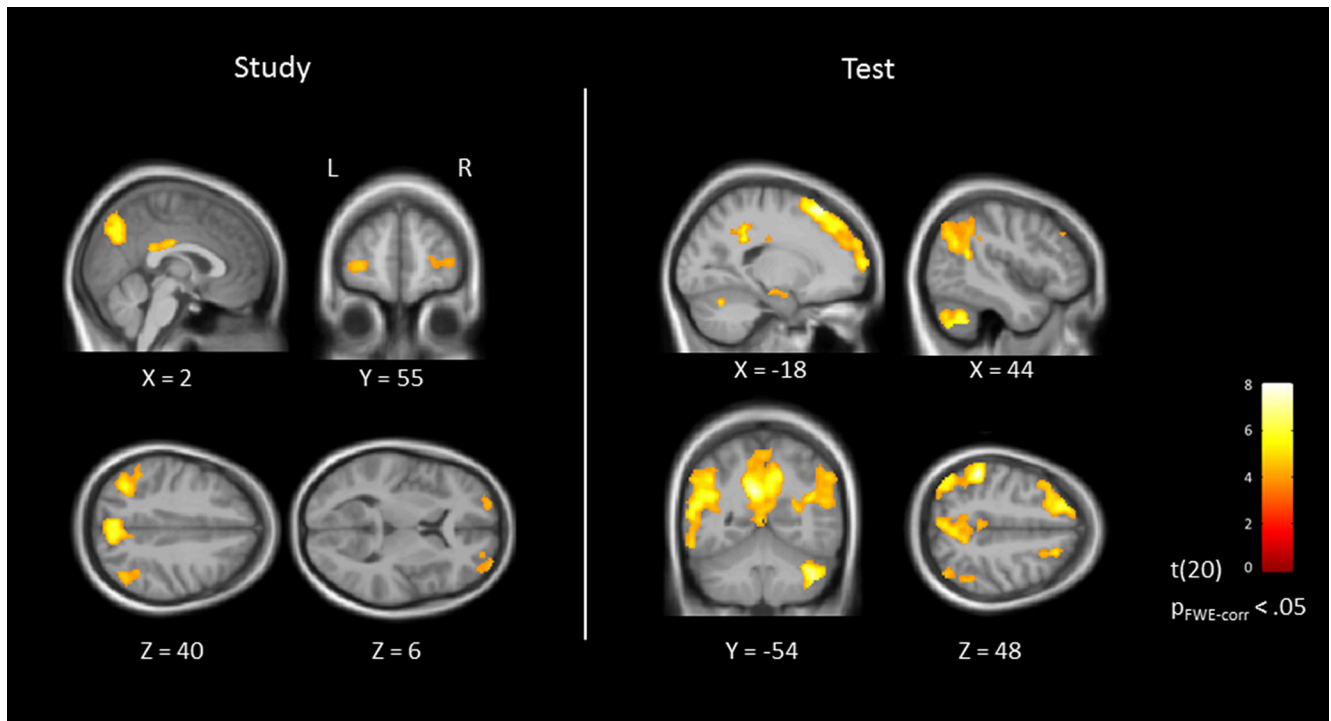 Study
Test
L
R
X = 2
Y = 55
X = -18
X = 44
Z = 40
Z = 6
Y = -54
Z = 48
8
6
4
2
0
t(20)
pFWE-corr < .05